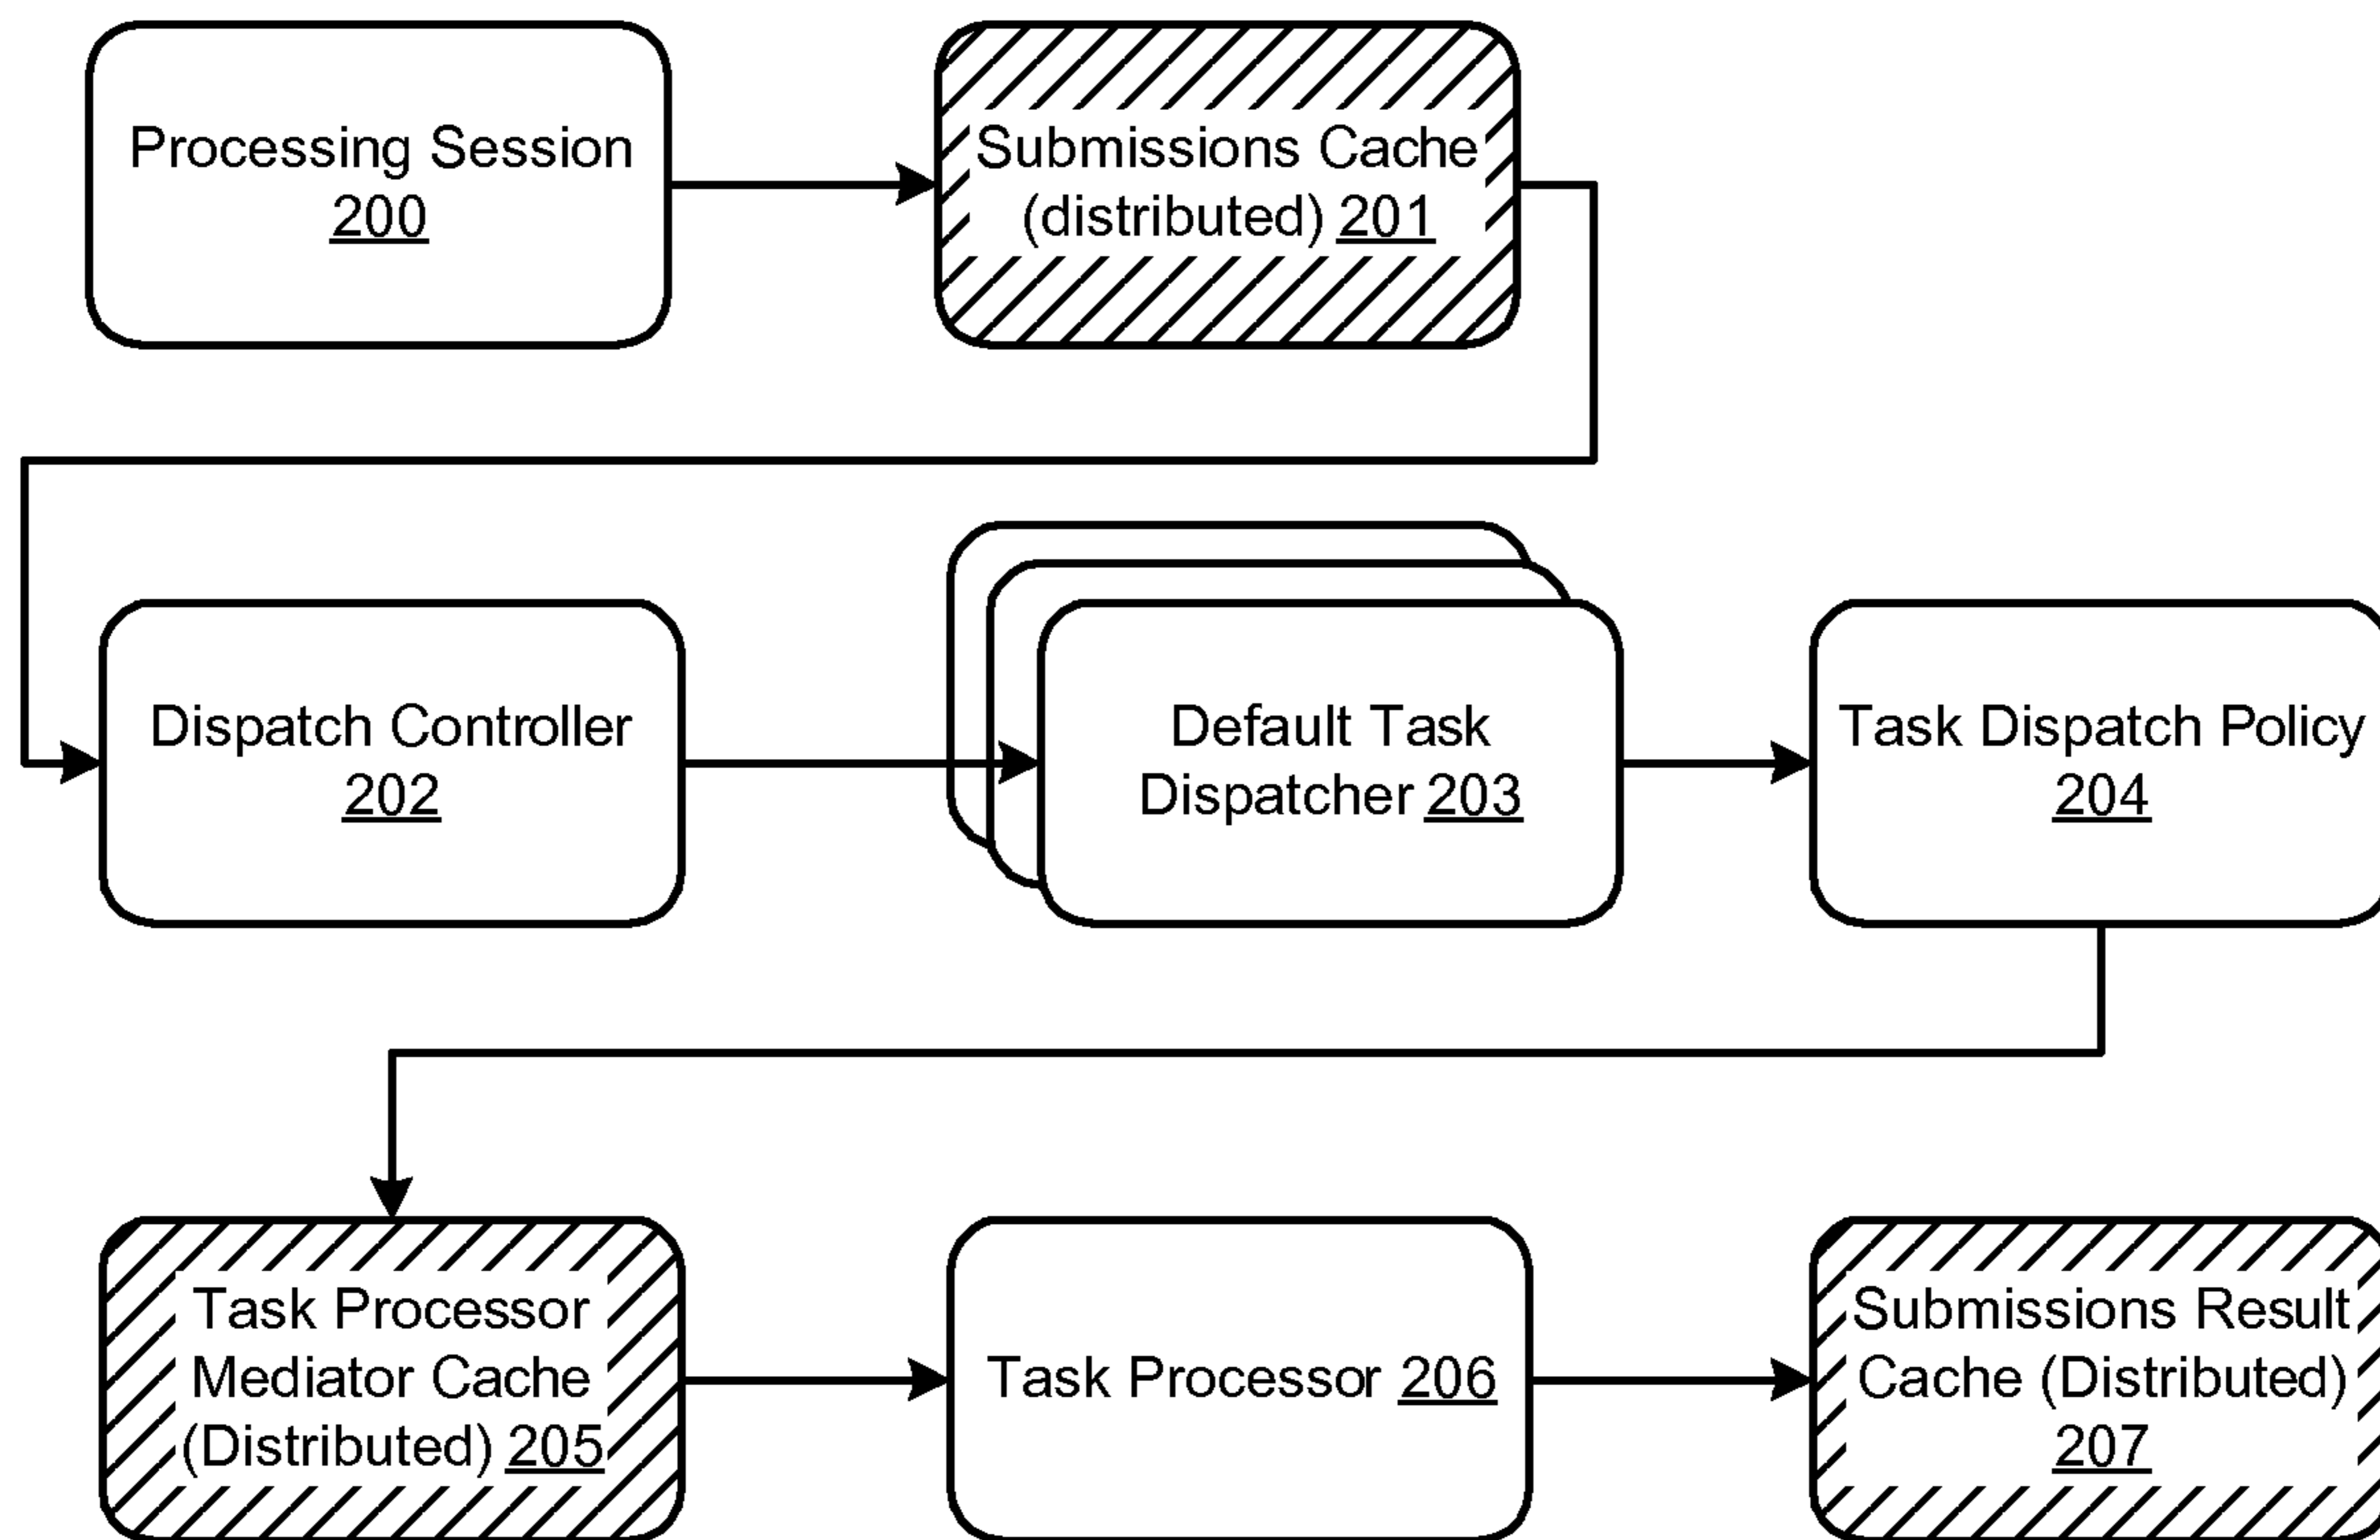 Processing Session
200
Submissions Cache
(distributed) 201
Dispatch Controller
202
Default Task
Dispatcher 203
Task Dispatch Policy
204
Task Processor
Mediator Cache
(Distributed) 205
Task Processor 206
Submissions Result
Cache (Distributed)
207